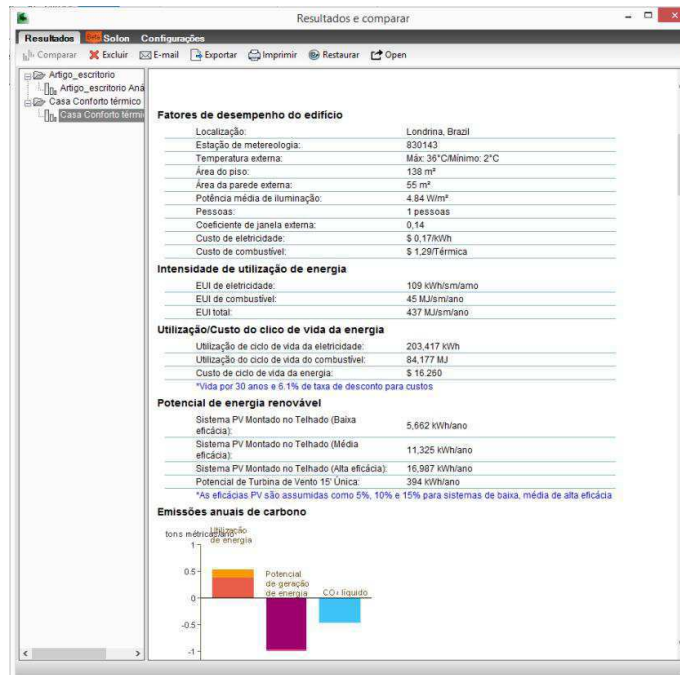 Resultados e comparar
Resultados Beta Solon Configurações
Comparar Excluir E-mail Exportar Imprimir Restaurar Open
Artigo_escritorio
Artigo_escritorio Aná
Casa Conforto térmico
Casa Conforto térmi
Fatores de desempenho do edifício
Localização: Londrina, Brazil
Estação de metereologia: 830143
Temperatura externa: Máx: 36°C/Mínimo: 2°C
Área do piso: 138 m²
Área da parede externa: 55 m²
Potência média de iluminação: 4.84 W/m²
Pessoas: 1 pessoas
Coeficiente de janela externa: 0,14
Custo de eletricidade: $ 0,17/kWh
Custo de combustível: $ 1,29/Térmica
Intensidade de utilização de energia
EUI de eletricidade: 109 kWh/sm/amo
EUI de combustível: 45 MJ/sm/ano
EUI total: 437 MJ/sm/ano
Utilização/Custo do clico de vida da energia
Utilização de ciclo de vida da eletricidade: 203,417 kWh
Utilização do ciclo de vida do combustível: 84,177 MJ
Custo de ciclo de vida da energia: $ 16.260
*Vida por 30 anos e 6.1% de taxa de desconto para custos
Potencial de energia renovável
Sistema PV Montado no Telhado (Baixa
eficácia): 5,662 kWh/ano
Sistema PV Montado no Telhado (Média
eficácia): 11,325 kWh/ano
Sistema PV Montado no Telhado (Alta eficácia): 16,987 kWh/ano
Potencial de Turbina de Vento 15' Única: 394 kWh/ano
*As eficácias PV são assumidas como 5%, 10% e 15% para sistemas de baixa, média de alta eficácia
Emissões anuais de carbono
tons métricas/ano
Utilização
de energia
1
0.5
Potencial
de geração
de energia
CO₂ líquido
0
-0.5
-1